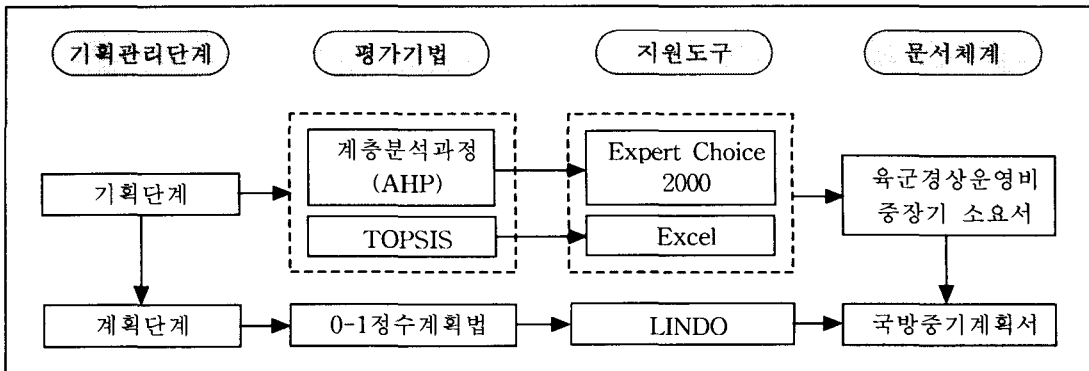 기획관리단계
평가기법
지원도구
문서체계
기획단계
계층분석과정
(AHP)
TOPSIS
Expert Choice
2000
Excel
육군경상운영비
중장기 소요서
계획단계
0-1정수계획법
LINDO
국방중기계획서